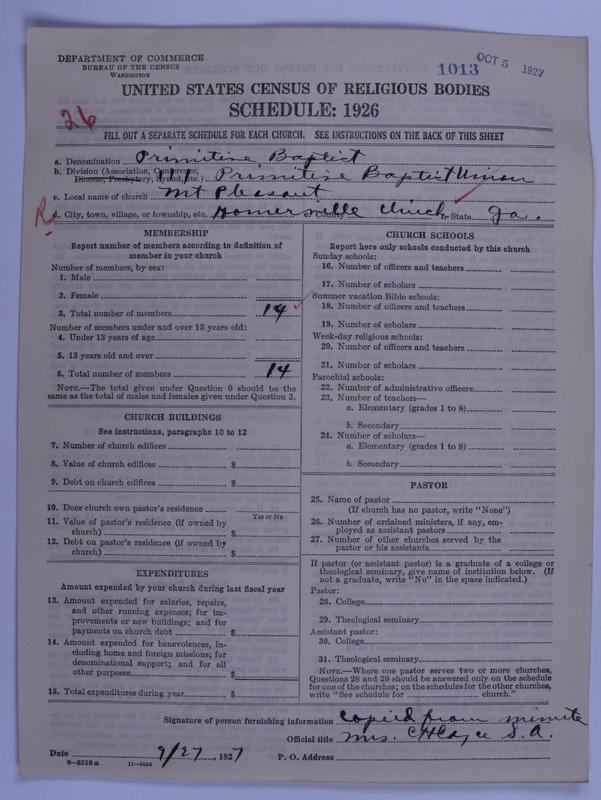 DEPARTMENT OF COMMERCE
BUREAU OF THE CENSUS
WASHINGTON
1013
OCT 5 1927
UNITED STATES CENSUS OF RELIGIOUS BODIES
SCHEDULE: 1926
26
FILL OUT A SEPARATE SCHEDULE FOR EACH CHURCH. SEE INSTRUCTIONS ON THE BACK OF THIS SHEET
a. Denomination Primitive Baptist
b. Division (Association, Conference, Diocese, Presbytery, Synod, etc.) Primitive Baptist Union
c. Local name of church Mt Pleasant
R
d. City, town, village, or township, etc. Homersville County church State Ga.
MEMBERSHIP
Report number of members according to definition of
member in your church
Number of members, by sex:
1. Male
2. Female
3. Total number of members 14
Number of members under and over 13 years old:
4. Under 13 years of age
5. 13 years old and over
6. Total number of members 14
NOTE.—The total given under Question 6 should be the
same as the total of males and females given under Question 3.
CHURCH BUILDINGS
See instructions, paragraphs 10 to 12
7. Number of church edifices
8. Value of church edifices $
9. Debt on church edifices $
10. Does church own pastor's residence
Yes or No
11. Value of pastor's residence (if owned by
church) $
12. Debt on pastor's residence (if owned by
church) $
EXPENDITURES
Amount expended by your church during last fiscal year
13. Amount expended for salaries, repairs,
and other running expenses; for im-
provements or new buildings; and for
payments on church debt $
14. Amount expended for benevolences, in-
cluding home and foreign missions; for
denominational support; and for all
other purposes $
15. Total expenditures during year $
CHURCH SCHOOLS
Report here only schools conducted by this church
Sunday schools:
16. Number of officers and teachers
17. Number of scholars
Summer vacation Bible schools:
18. Number of officers and teachers
19. Number of scholars
Week-day religious schools:
20. Number of officers and teachers
21. Number of scholars
Parochial schools:
22. Number of administrative officers
23. Number of teachers—
a. Elementary (grades 1 to 8)
b. Secondary
24. Number of scholars—
a. Elementary (grades 1 to 8)
b. Secondary
PASTOR
25. Name of pastor
(If church has no pastor, write "None")
26. Number of ordained ministers, if any, em-
ployed as assistant pastors
27. Number of other churches served by the
pastor or his assistants
If pastor (or assistant pastor) is a graduate of a college or
theological seminary, give name of institution below. (If
not a graduate, write "No" in the space indicated.)
Pastor:
28. College
29. Theological seminary
Assistant pastor:
30. College
31. Theological seminary
NOTE.—Where one pastor serves two or more churches,
Questions 28 and 29 should be answered only on the schedule
for one of the churches; on the schedules for the other churches,
write "See schedule for church."
Signature of person furnishing information copied from minute
Official title Mrs. S.A.
Date 9/27, 1927 P. O. Address
8-5518a 11-9554